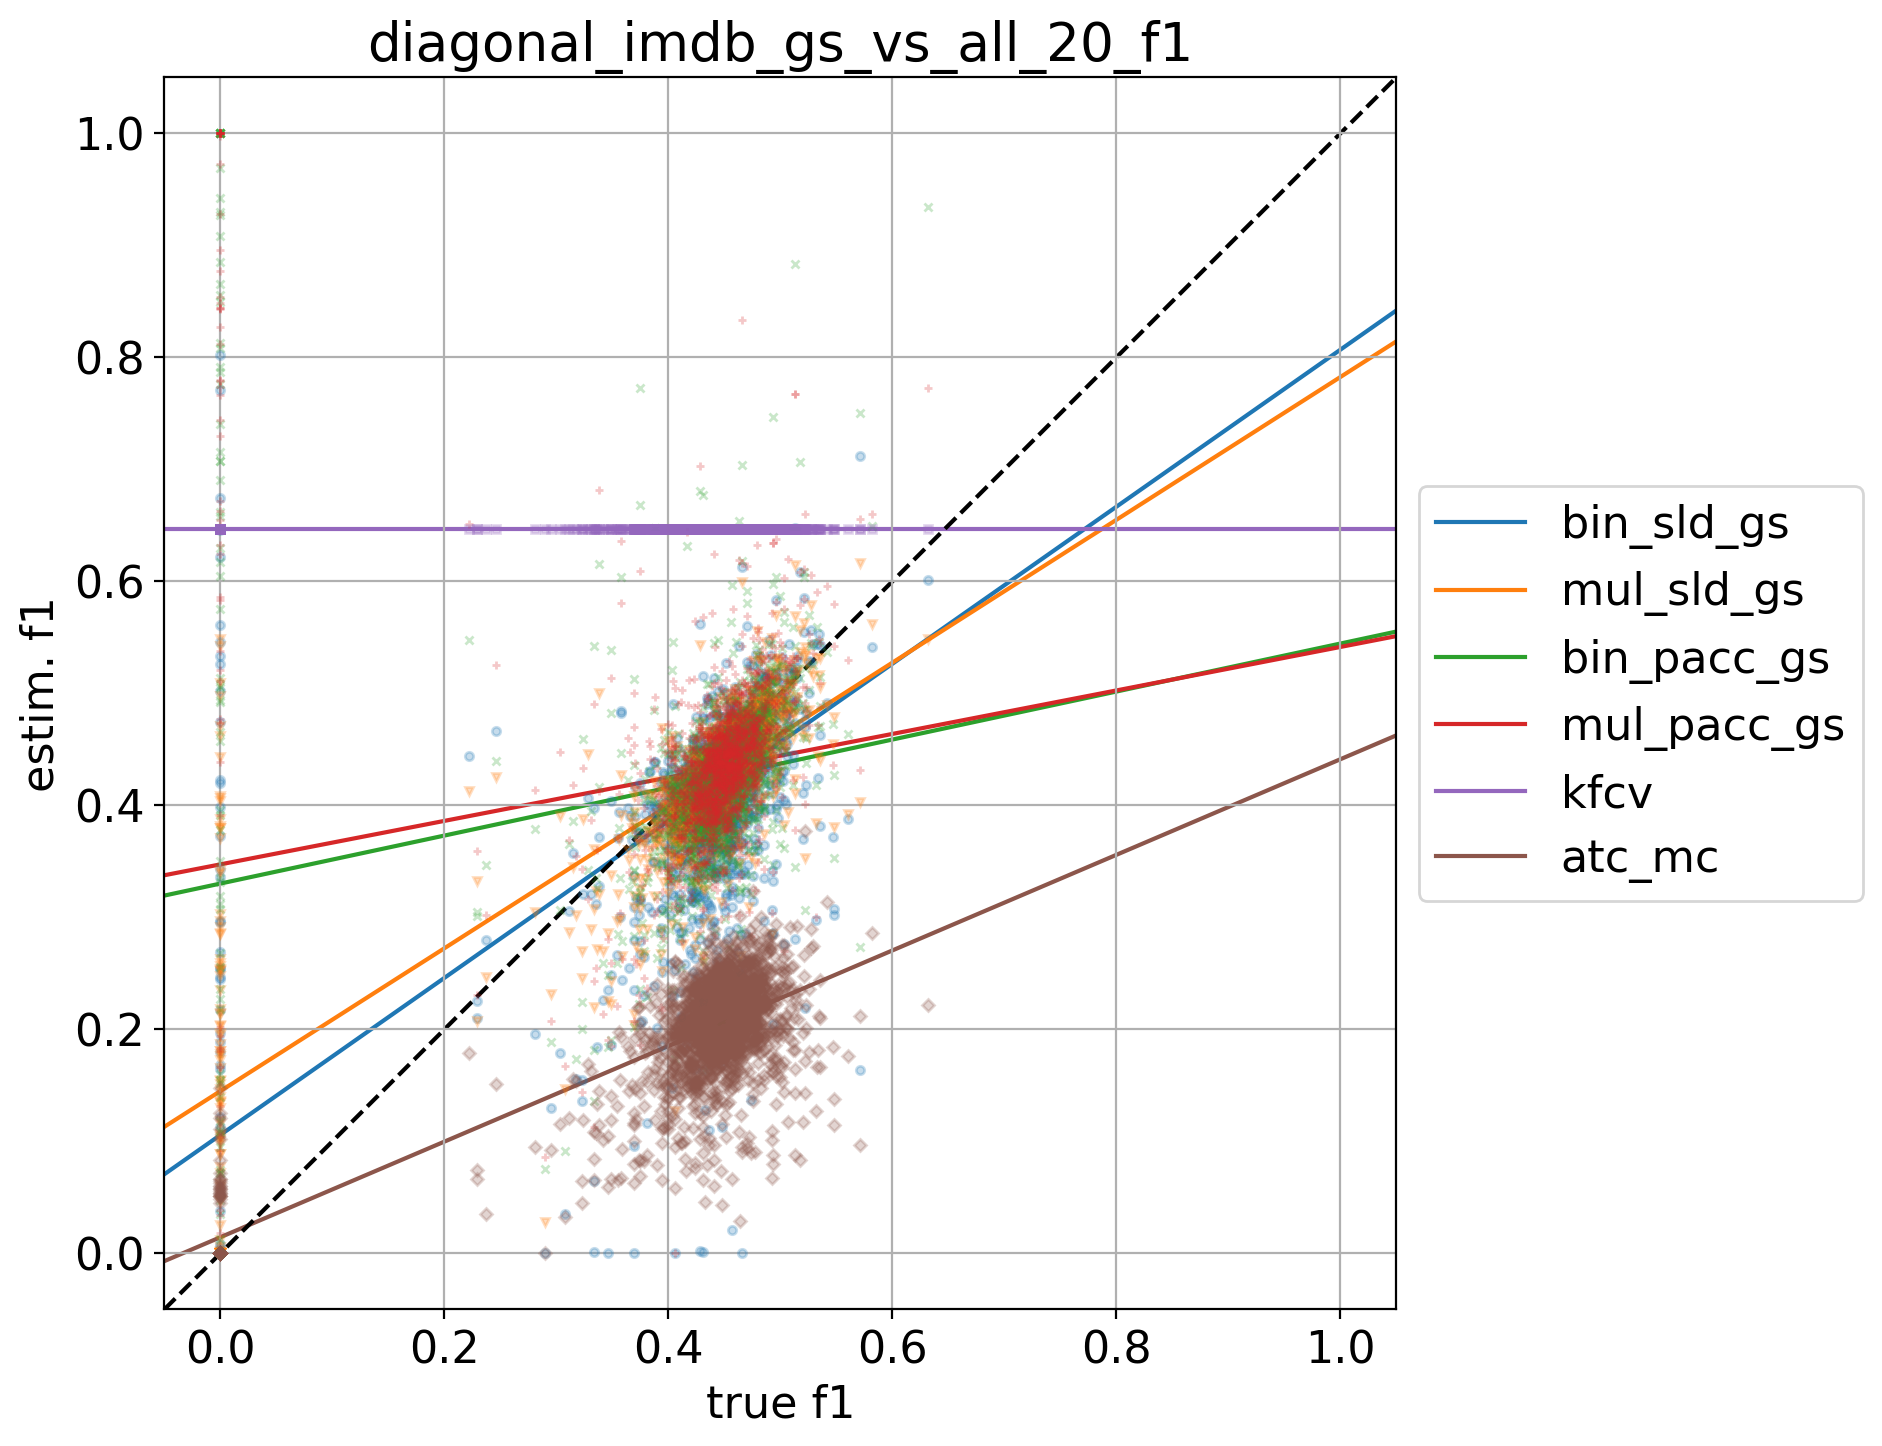 diagonal_imdb_gs_vs_all_20_f1
1.0
0.8
0.6
0.4
0.2
0.0
estim. f1
0.0 0.2 0.4 0.6 0.8 1.0
true f1
bin_sld_gs
mul_sld_gs
bin_pacc_gs
mul_pacc_gs
kfcv
atc_mc